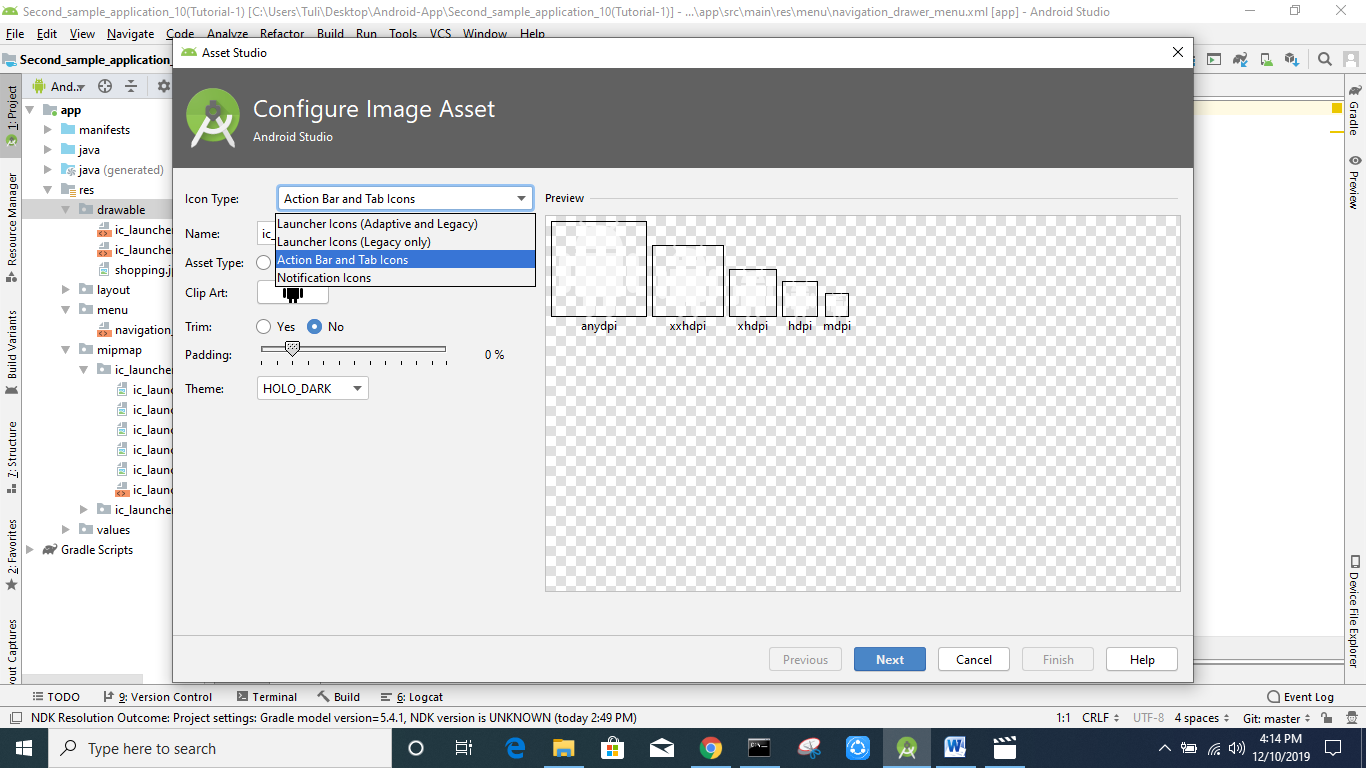 Second_sample_application_10(Tutorial-1) [C:\Users\Tuli\Desktop\Android-App\Second_sample_application_10(Tutorial-1)] - ...\app\src\main\res\menu\navigation_drawer_menu.xml [app] - Android Studio
File Edit View Navigate Code Analyze Refactor Build Run Tools VCS Window Help
Second_sample_application_
Asset Studio
Configure Image Asset
Android Studio
And..
1: Project
Resource Manager
Build Variants
7: Structure
2: Favorites
yout Captures
app
manifests
java
java (generated)
res
drawable
ic_launche
ic_launche
shopping.j
layout
menu
navigation_
mipmap
ic_launche
ic_laun
ic_laun
ic_laun
ic_laun
ic_laun
ic_laun
ic_launche
values
Gradle Scripts
Icon Type:
Action Bar and Tab Icons
Launcher Icons (Adaptive and Legacy)
Launcher Icons (Legacy only)
Action Bar and Tab Icons
Notification Icons
Name:
ic_
Asset Type:
Clip Art:
Trim:
Yes
No
Padding:
0 %
Theme:
HOLO_DARK
Preview
anydpi xxhdpi xhdpi hdpi mdpi
Previous
Next
Cancel
Finish
Help
Gradle
Preview
Device File Explorer
TODO
9: Version Control
Terminal
Build
6: Logcat
Event Log
NDK Resolution Outcome: Project settings: Gradle model version=5.4.1, NDK version is UNKNOWN (today 2:49 PM)
1:1 CRLF UTF-8 4 spaces Git: master
Type here to search
4:14 PM
12/10/2019